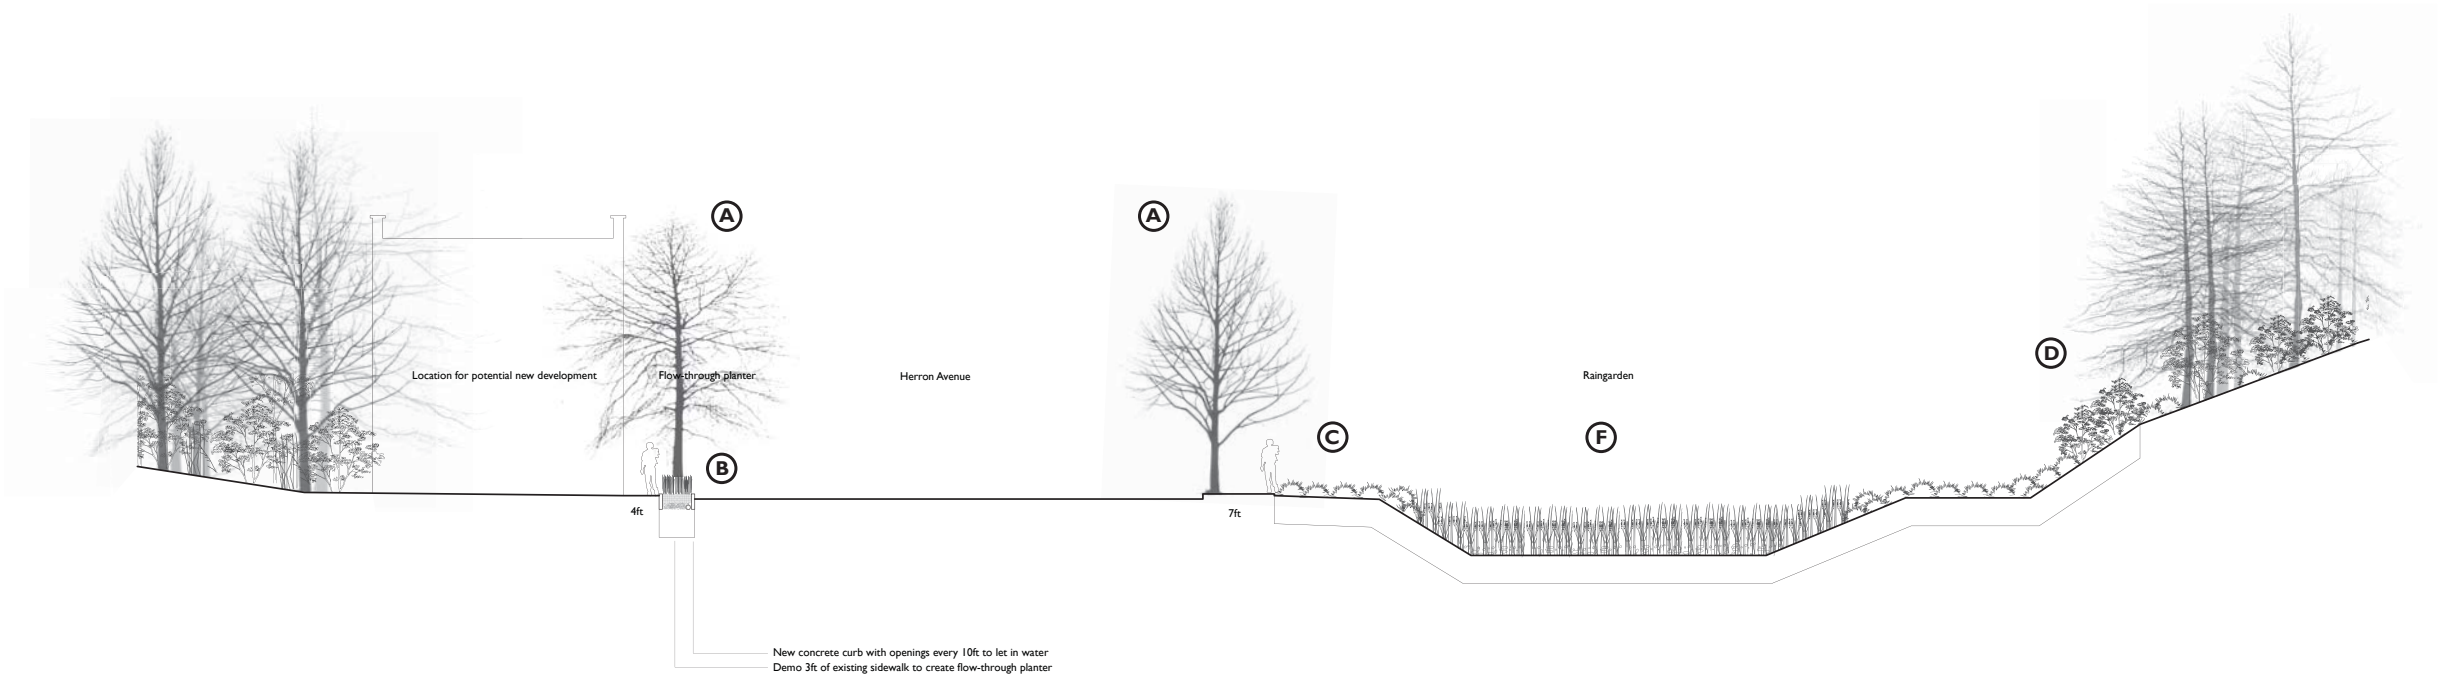 A
A
Location for potential new development
Flow-through planter
Herron Avenue
Raingarden
D
C
F
B
4ft
7ft
New concrete curb with openings every 10ft to let in water
Demo 3ft of existing sidewalk to create flow-through planter